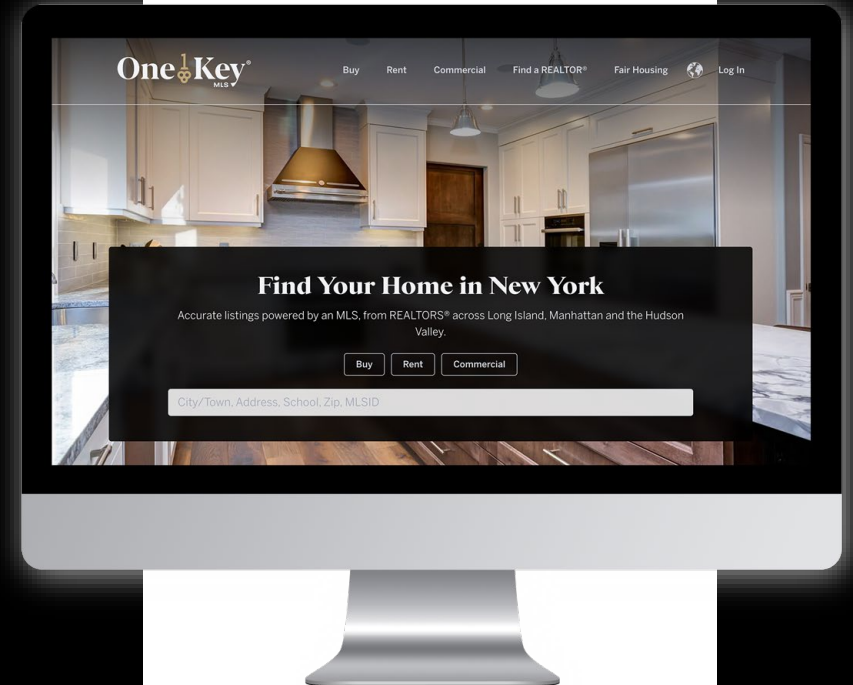 One Key®
MLS
Buy Rent Commercial Find a REALTOR® Fair Housing Log In
Find Your Home in New York
Accurate listings powered by an MLS, from REALTORS® across Long Island, Manhattan and the Hudson
Valley.
Buy Rent Commercial
City/Town, Address, School, Zip, MLSID